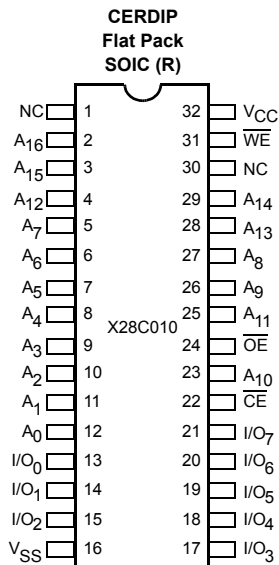 CERDIP
Flat Pack
SOIC (R)
NC 1 32 VCC
A16 2 31 W̅E̅
A15 3 30 NC
A12 4 29 A14
A7 5 28 A13
A6 6 27 A8
A5 7 26 A9
A4 8 25 A11
X28C010
A3 9 24 O̅E̅
A2 10 23 A10
A1 11 22 C̅E̅
A0 12 21 I/O7
I/O0 13 20 I/O6
I/O1 14 19 I/O5
I/O2 15 18 I/O4
VSS 16 17 I/O3